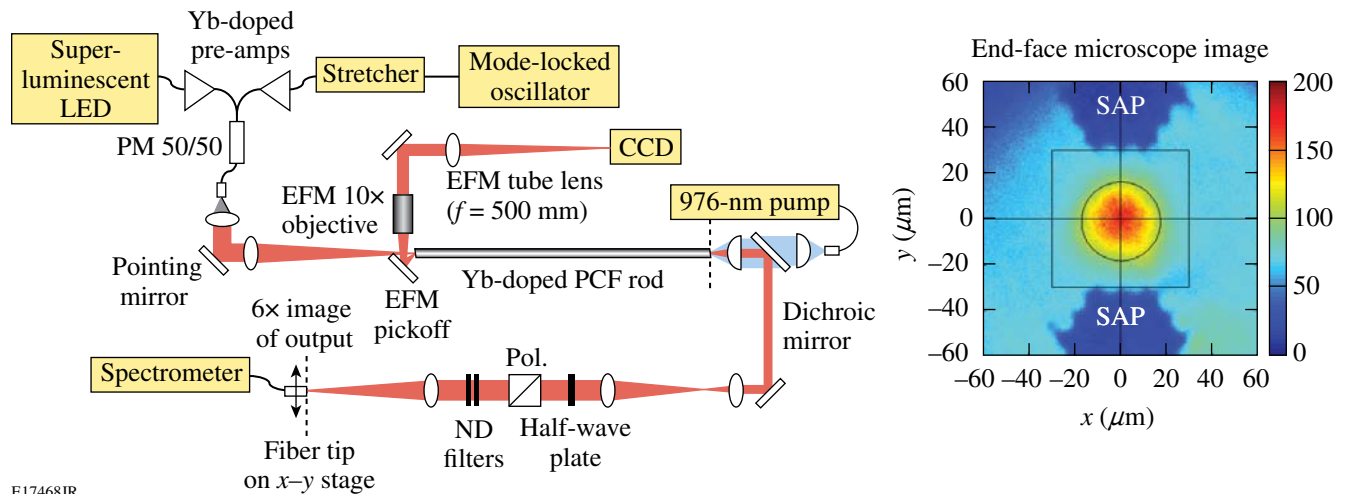 Yb-doped
pre-amps
Super-
luminescent
LED
Stretcher
Mode-locked
oscillator
PM 50/50
CCD
EFM 10×
objective
EFM tube lens
(f = 500 mm)
976-nm pump
Pointing
mirror
Yb-doped PCF rod
EFM
pickoff
Dichroic
mirror
6× image
of output
Spectrometer
Pol.
ND
filters
Half-wave
plate
Fiber tip
on x–y stage
End-face microscope image
60
40
20
0
–20
–40
–60
y (μm)
SAP
SAP
–60 –40 –20 0 20 40 60
x (μm)
200
150
100
50
0
E17468JR